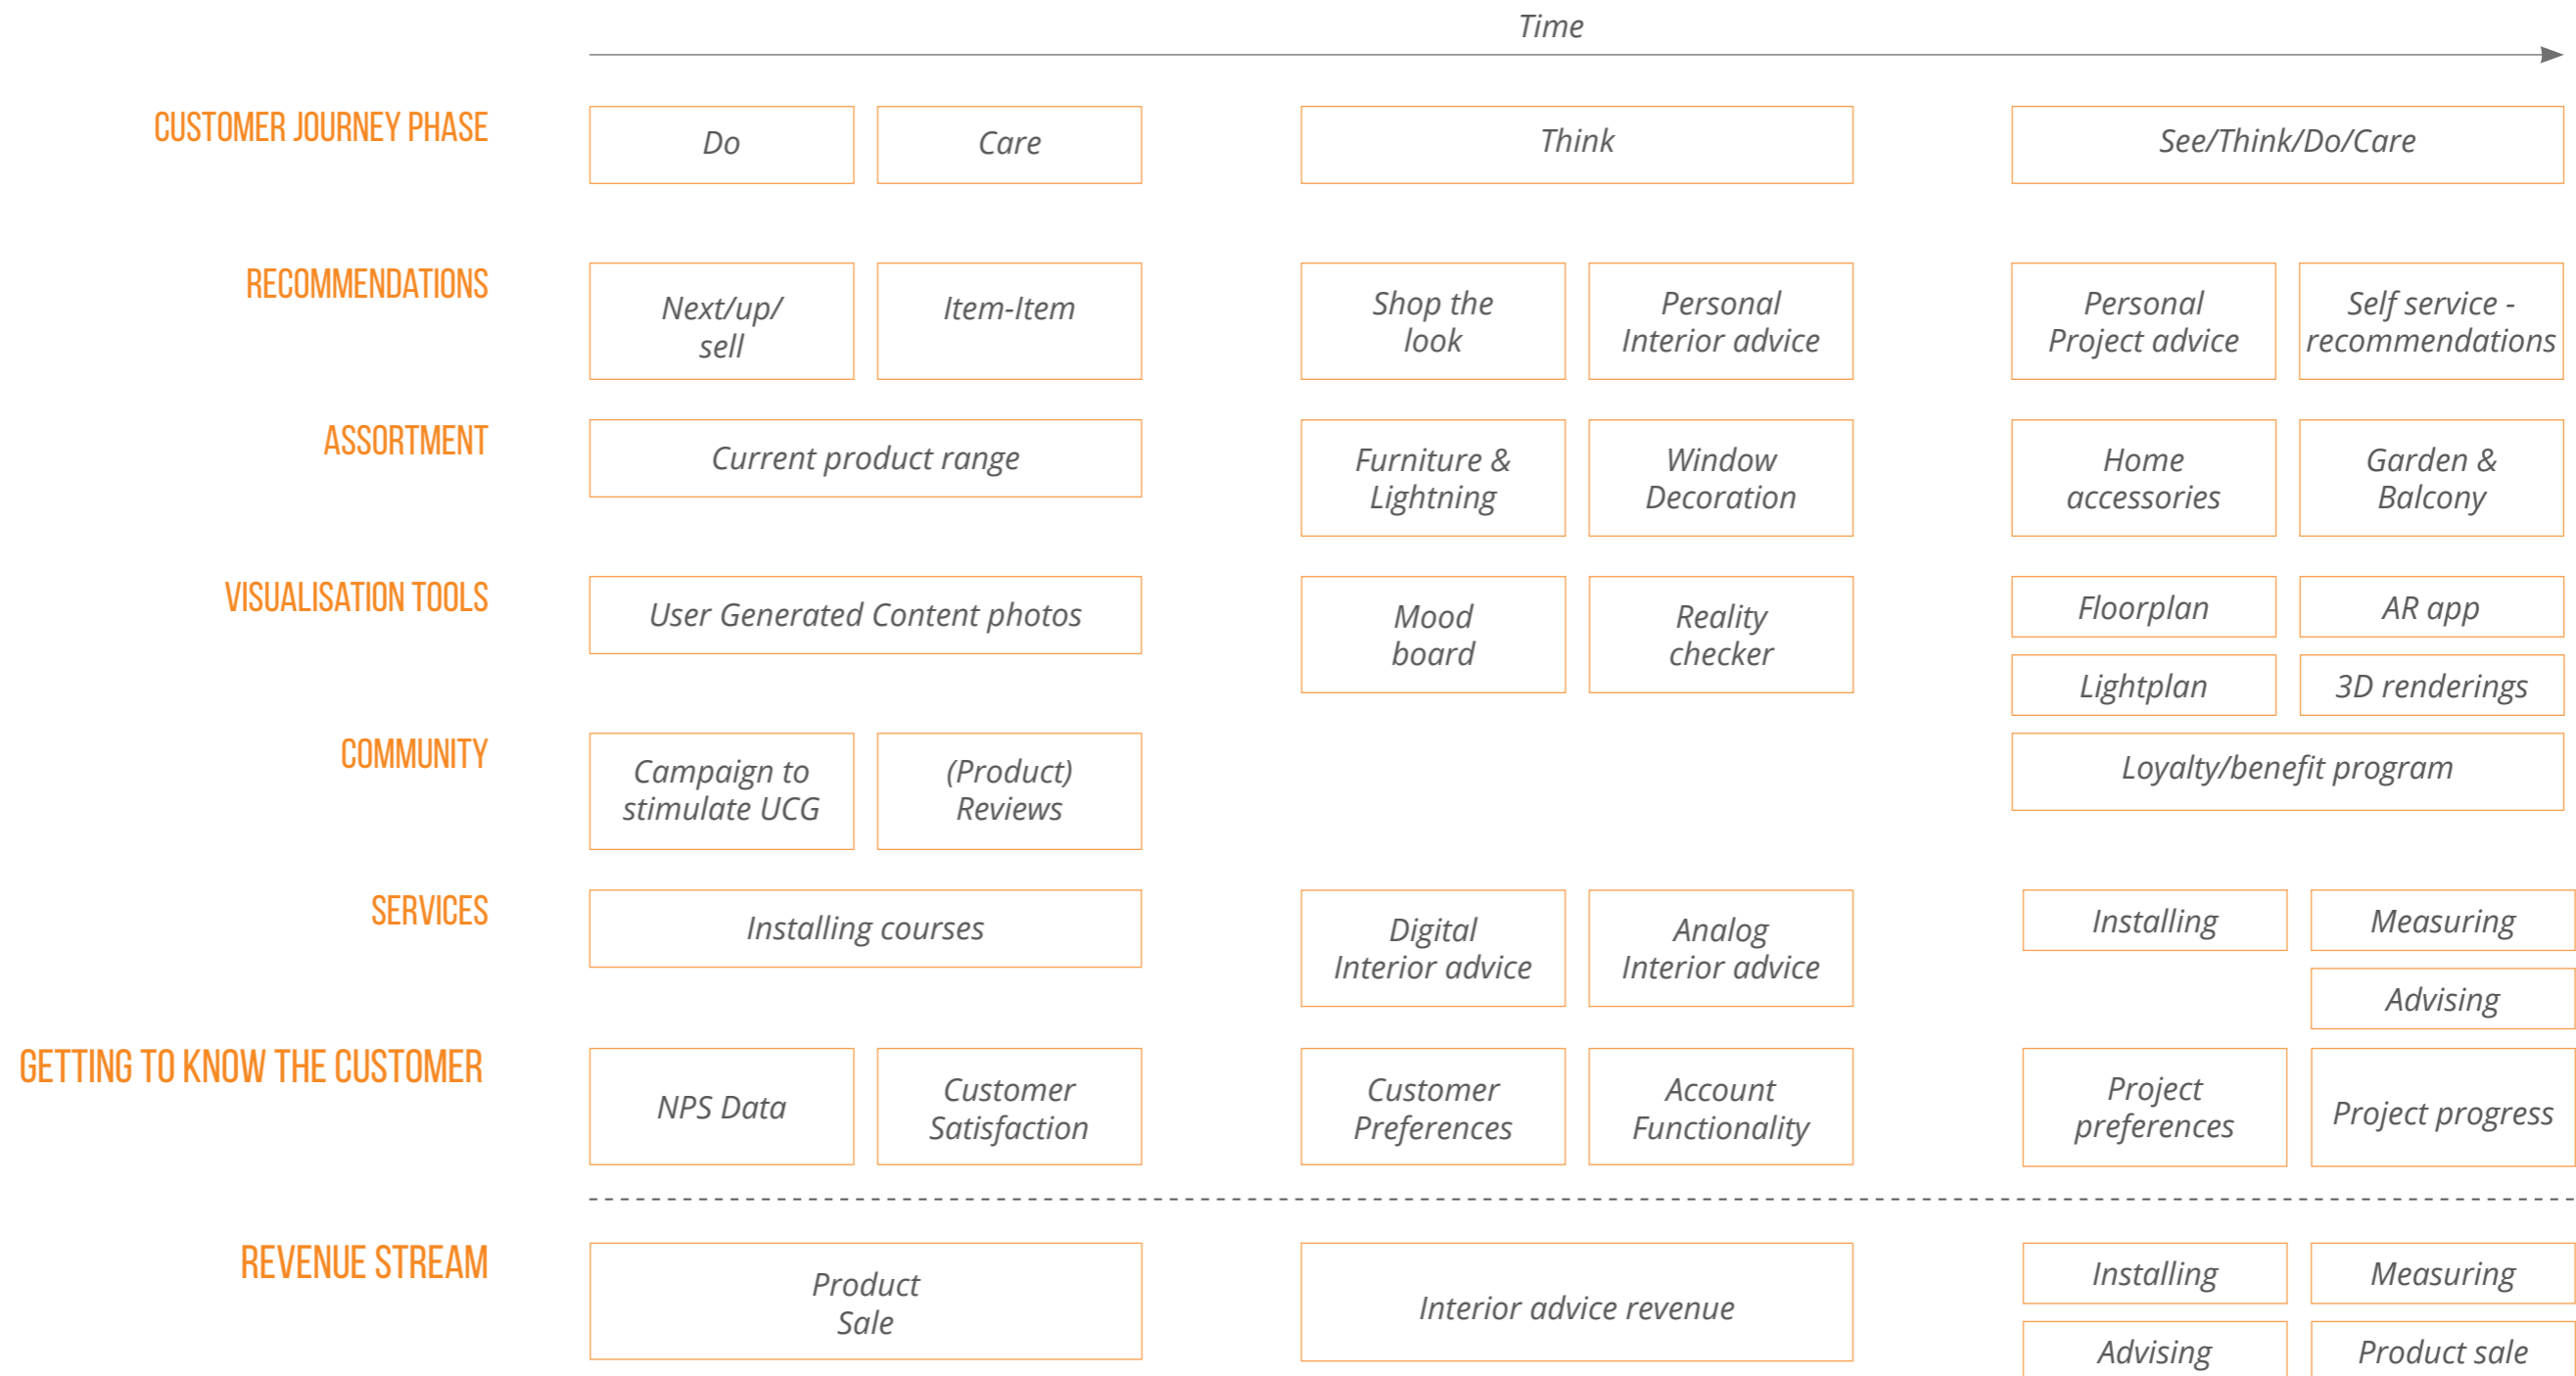 Time
CUSTOMER JOURNEY PHASE
Do
Care
Think
See/Think/Do/Care
RECOMMENDATIONS
Next/up/
sell
Item-Item
Shop the
look
Personal
Interior advice
Personal
Project advice
Self service -
recommendations
ASSORTMENT
Current product range
Furniture &
Lightning
Window
Decoration
Home
accessories
Garden &
Balcony
VISUALISATION TOOLS
User Generated Content photos
Mood
board
Reality
checker
Floorplan
AR app
Lightplan
3D renderings
COMMUNITY
Campaign to
stimulate UCG
(Product)
Reviews
Loyalty/benefit program
SERVICES
Installing courses
Digital
Interior advice
Analog
Interior advice
Installing
Measuring
Advising
GETTING TO KNOW THE CUSTOMER
NPS Data
Customer
Satisfaction
Customer
Preferences
Account
Functionality
Project
preferences
Project progress
REVENUE STREAM
Product
Sale
Interior advice revenue
Installing
Measuring
Advising
Product sale